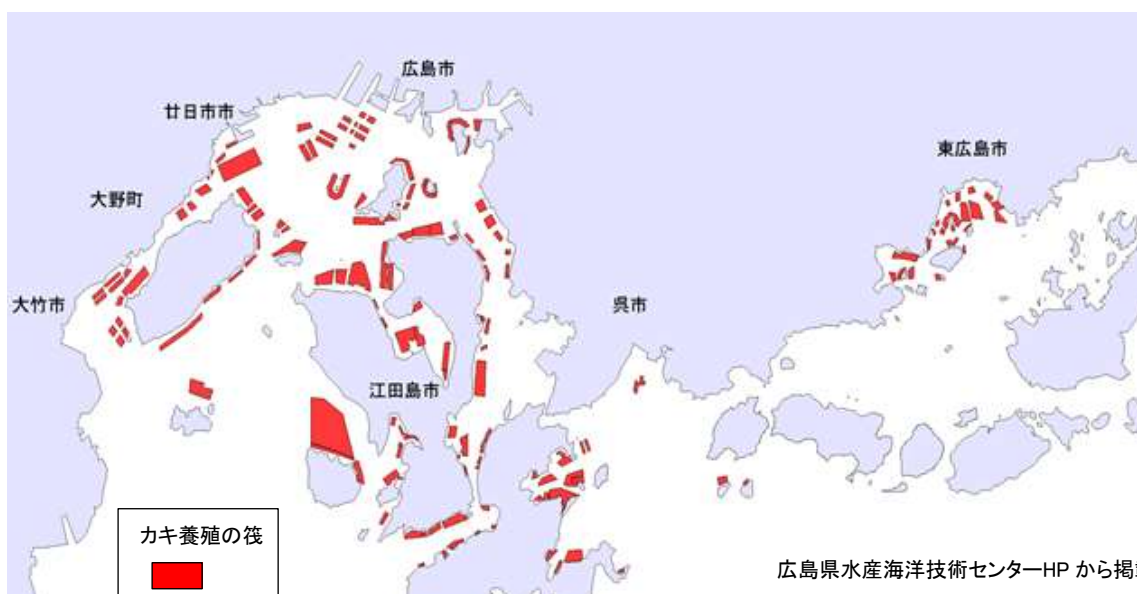 広島市
廿日市市
東広島市
大野町
大竹市
呉市
江田島市
カキ養殖の筏
広島県水産海洋技術センターHP から掲